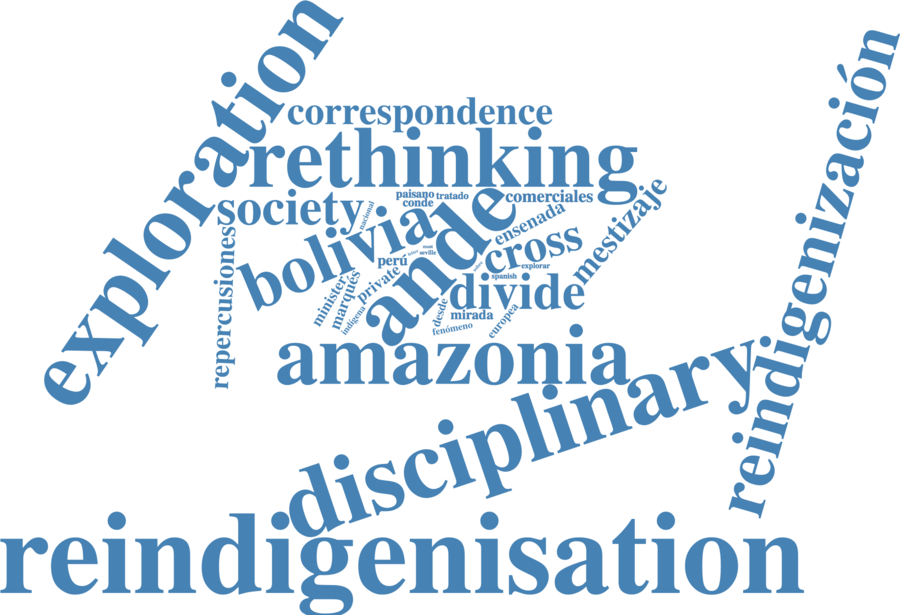 exploration
correspondence
rethinking
reindigenización
society
nacional
paisano
tratado
conde
comerciales
mestizaje
ensenada
bolivia
ande
cross
perú
sevilla
explorar
spanish
private
minister
marqués
indígena
divide
desde
mirada
fenómeno
europea
repercusiones
amazonia
disciplinary
reindigenisation